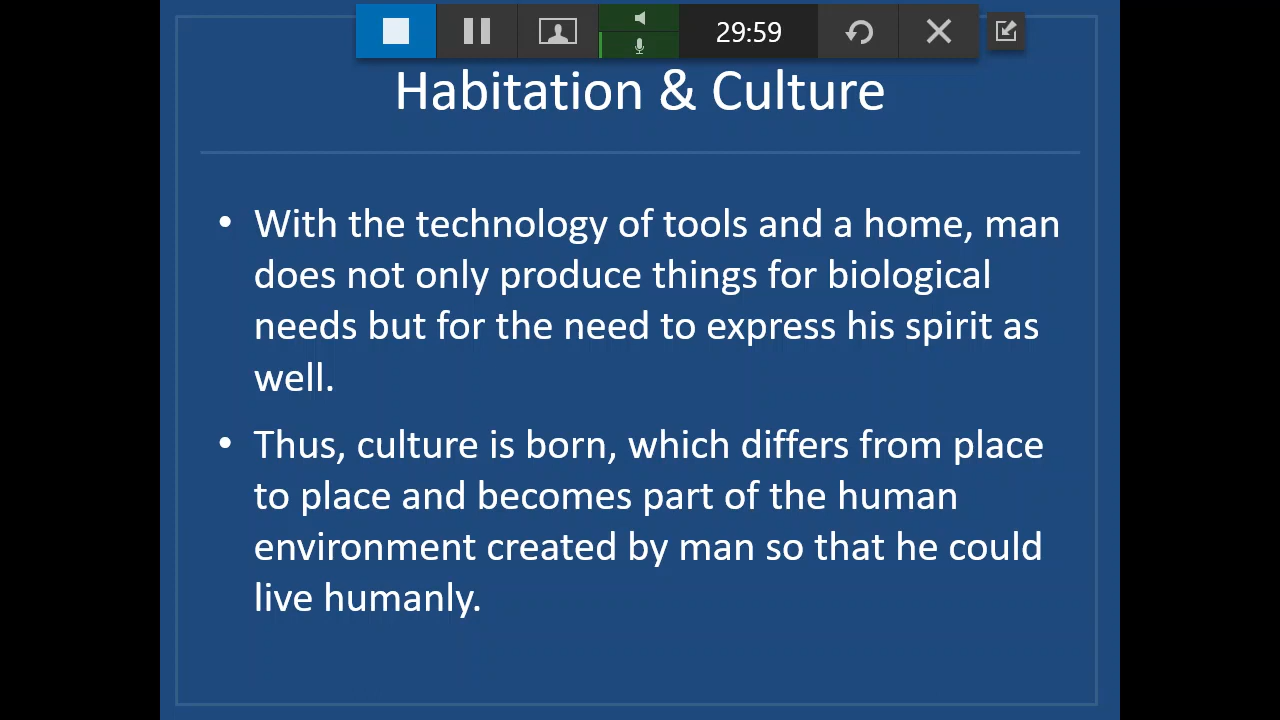 29:59
Habitation & Culture
• With the technology of tools and a home, man
does not only produce things for biological
needs but for the need to express his spirit as
well.
• Thus, culture is born, which differs from place
to place and becomes part of the human
environment created by man so that he could
live humanly.